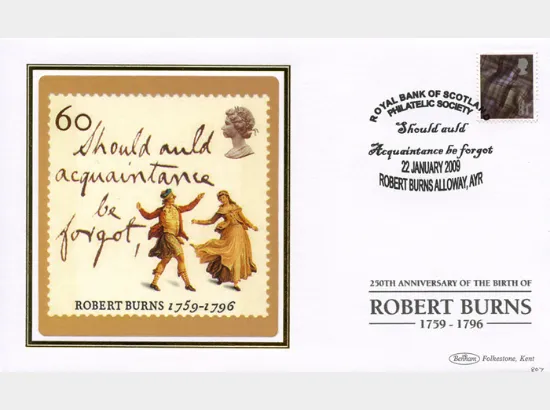 60
Should auld
acquaintance
be
forgot,
ROBERT BURNS 1759-1796
ROYAL BANK OF SCOTLAND
PHILATELIC SOCIETY
Should auld
Acquaintance be forgot
22 JANUARY 2009
ROBERT BURNS ALLOWAY, AYR
250TH ANNIVERSARY OF THE BIRTH OF
ROBERT BURNS
1759 - 1796
Benham Folkestone, Kent